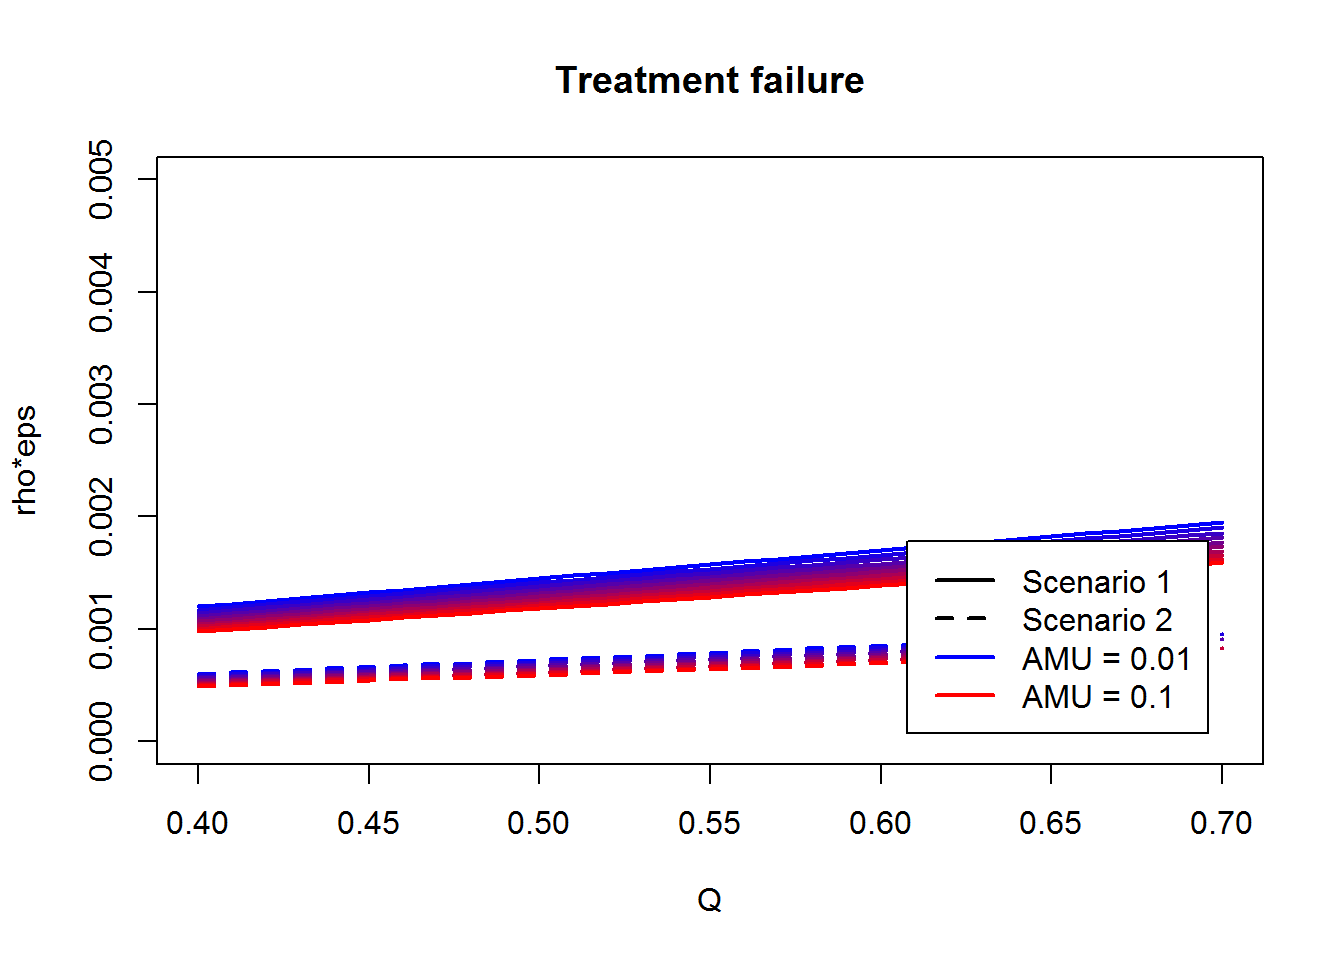 Treatment failure
rho*eps
0.005
0.004
0.003
0.002
0.001
0.000
Scenario 1
Scenario 2
AMU = 0.01
AMU = 0.1
0.40 0.45 0.50 0.55 0.60 0.65 0.70
Q